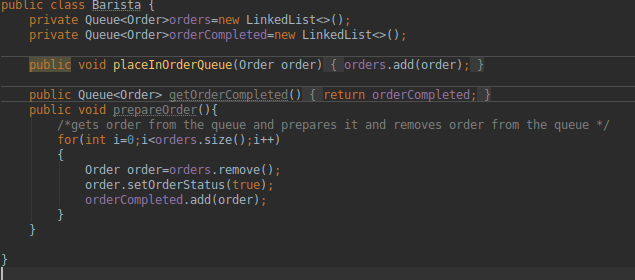 public class Barista {
    private Queue<Order>orders=new LinkedList<>();
    private Queue<Order>orderCompleted=new LinkedList<>();
    public void placeInOrderQueue(Order order) { orders.add(order); }
    public Queue<Order> getOrderCompleted() { return orderCompleted; }
    public void prepareOrder(){
        /*gets order from the queue and prepares it and removes order from the queue */
        for(int i=0;i<orders.size();i++)
        {
            Order order=orders.remove();
            order.setOrderStatus(true);
            orderCompleted.add(order);
        }
    }
}